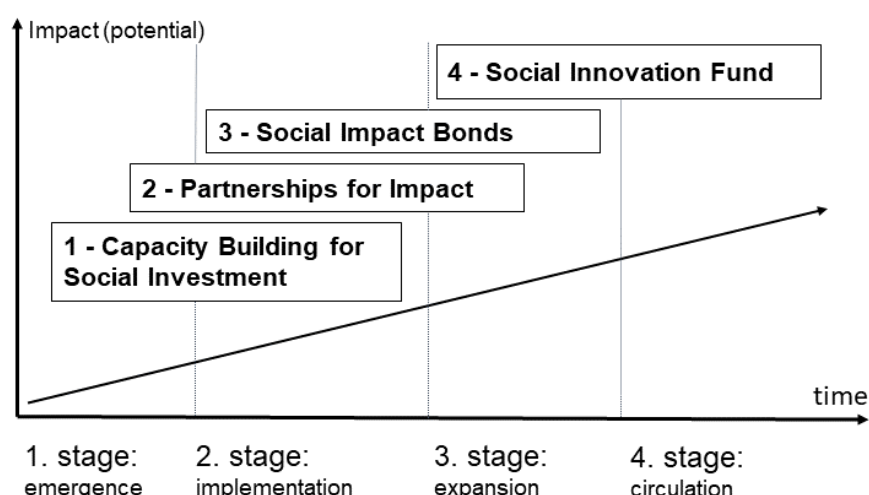 Impact (potential)
4 - Social Innovation Fund
3 - Social Impact Bonds
2 - Partnerships for Impact
1 - Capacity Building for
Social Investment
time
1. stage: 2. stage: 3. stage: 4. stage:
emergence implementation expansion circulation